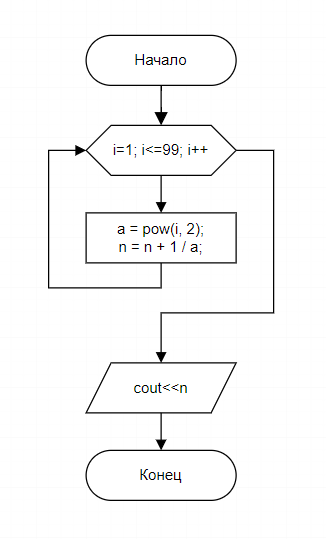 Начало
i=1; i<=99; i++
a = pow(i, 2);
n = n + 1 / a;
cout<<n
Конец